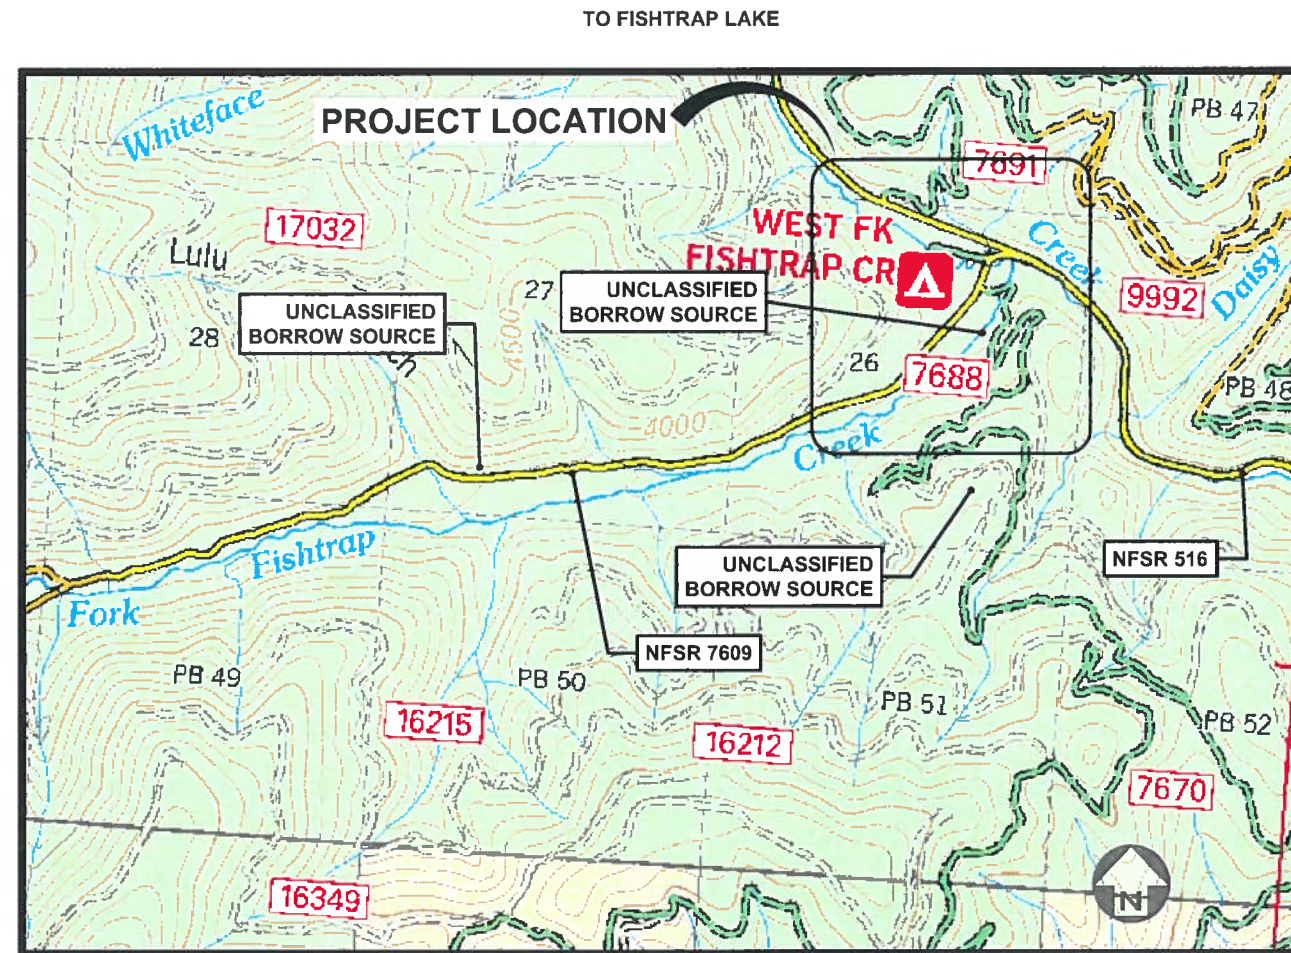 TO FISHTRAP LAKE
Whiteface
PROJECT LOCATION
PB 47
7691
17032
WEST FK
FISHTRAP CR
Creek
Lulu
27
UNCLASSIFIED
BORROW SOURCE
9992
Daisy
UNCLASSIFIED
BORROW SOURCE
28
4500
26
7688
PB 48
4000
Creek
Fishtrap
UNCLASSIFIED
BORROW SOURCE
NFSR 516
Fork
NFSR 7609
PB 49
PB 50
PB 51
16215
16212
PB 52
7670
16349
N